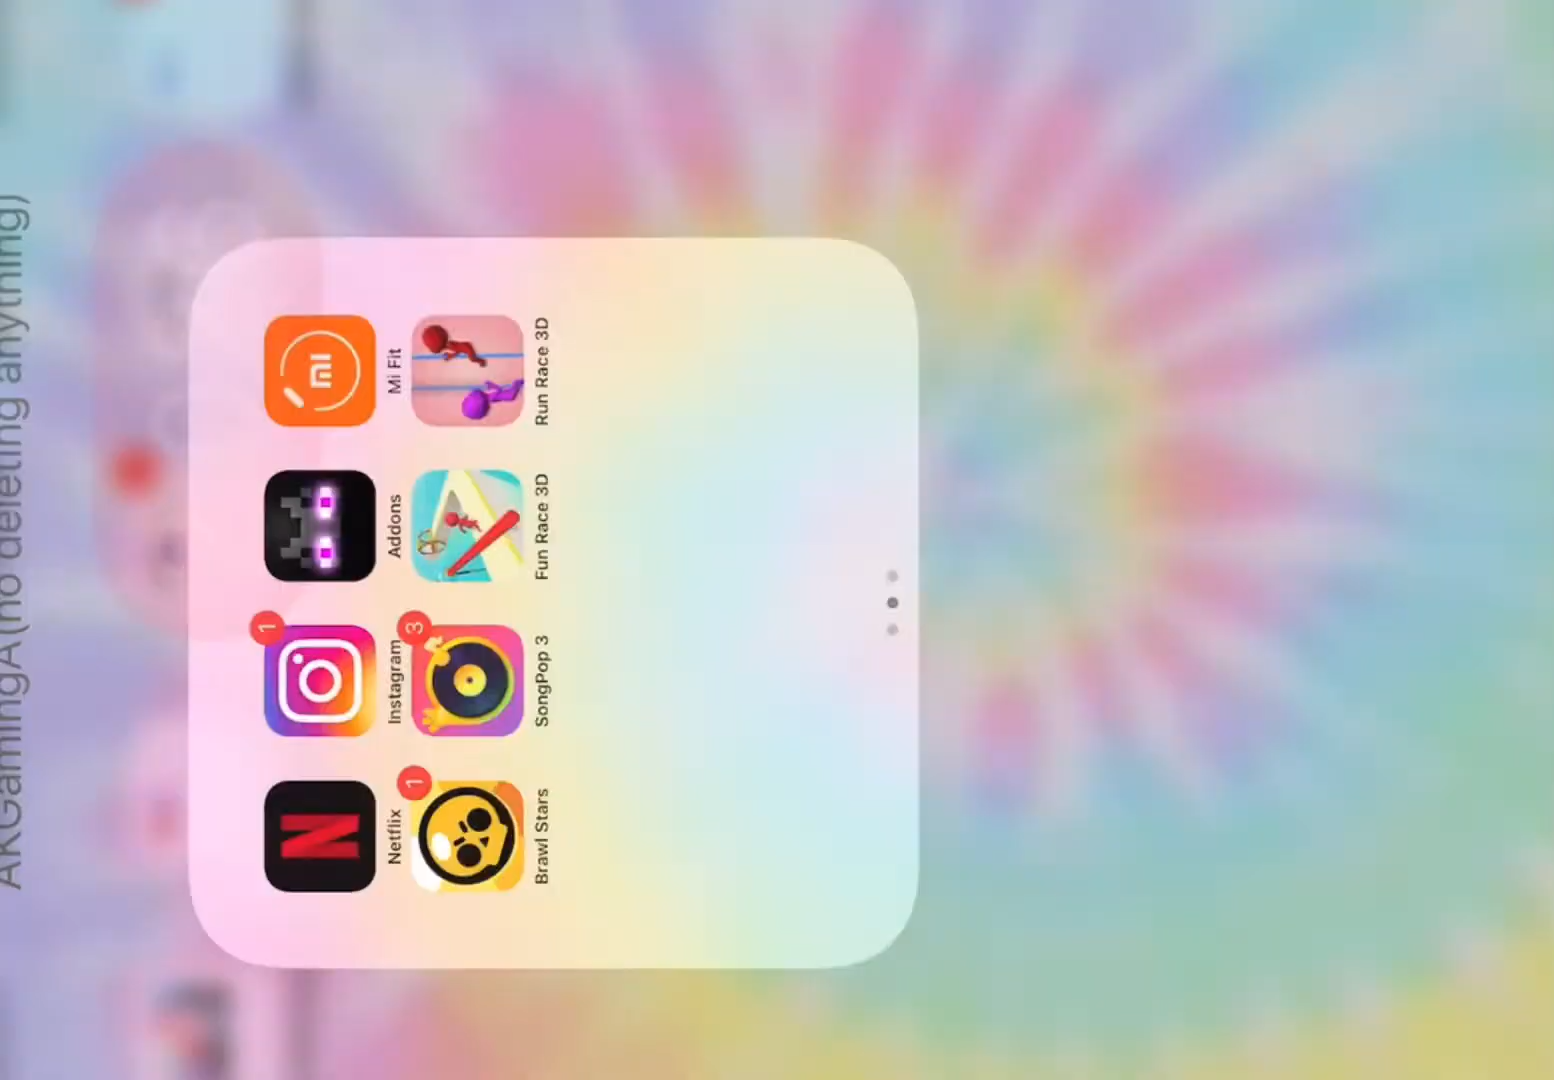 AKGamingA(no deleting anything)
Netflix
1
Instagram
Addons
Mi Fit
1
Brawl Stars
3
SongPop 3
Fun Race 3D
Run Race 3D